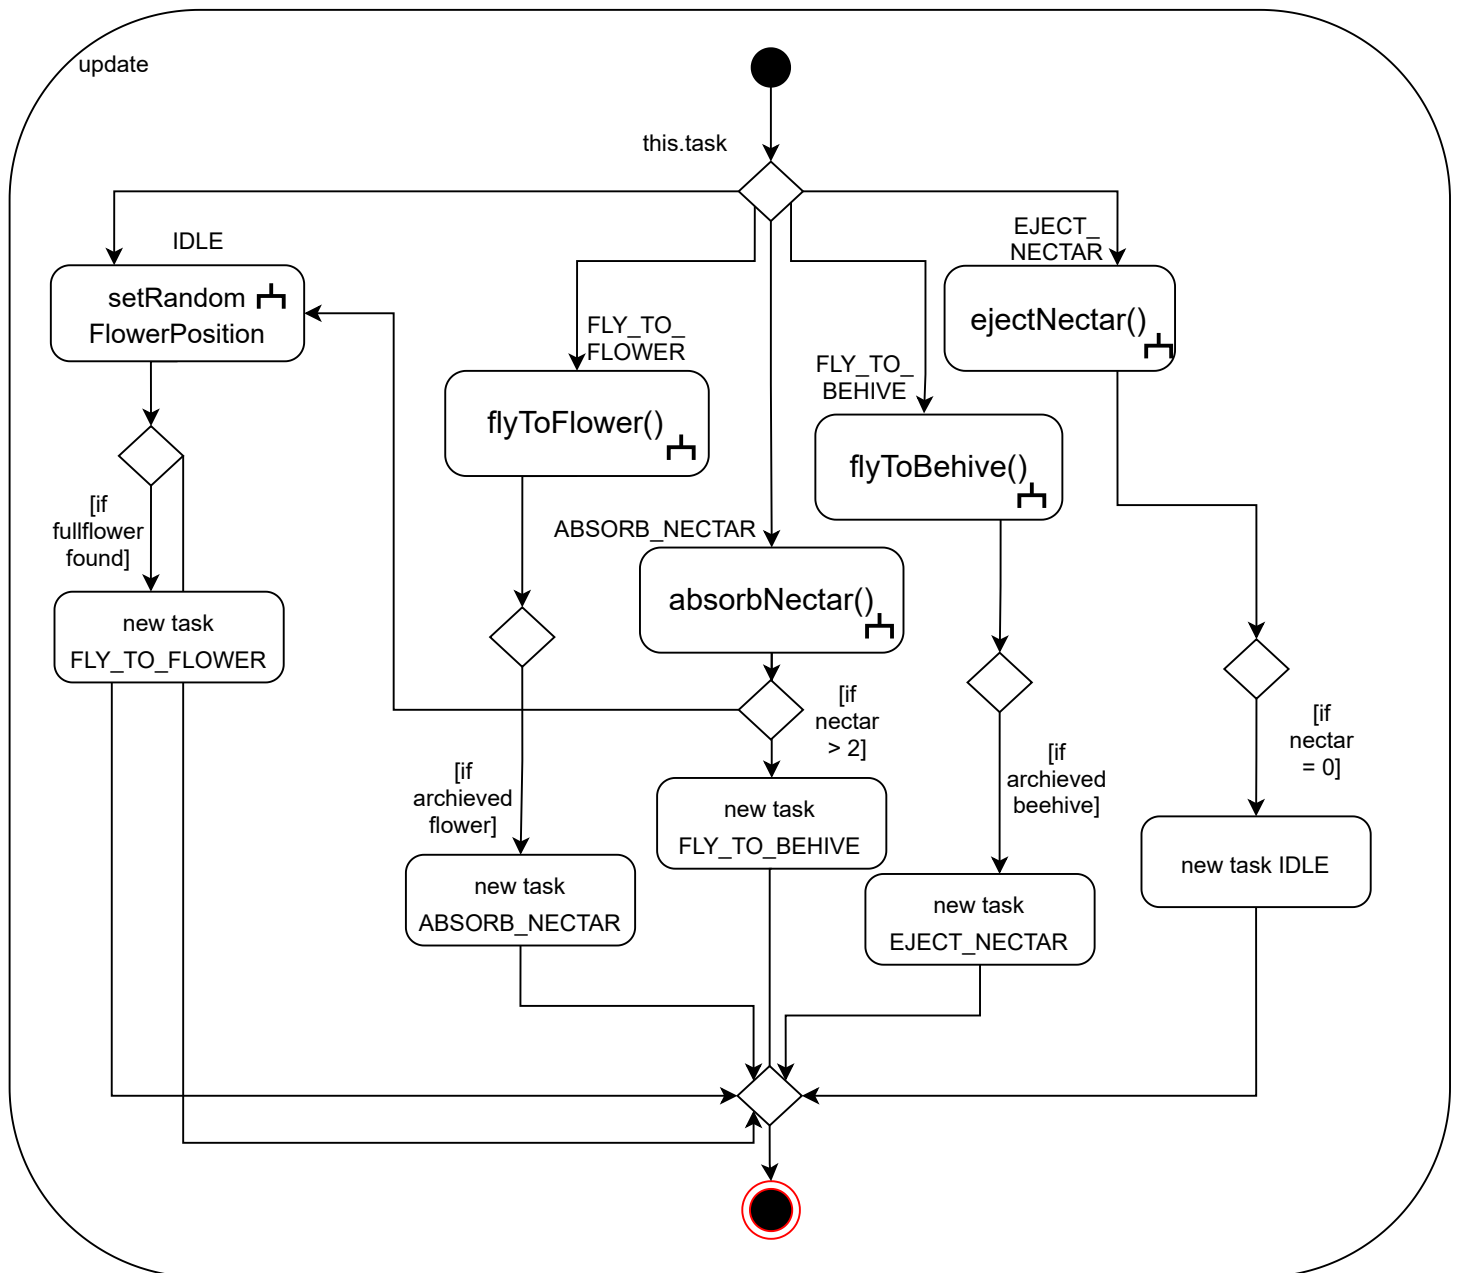 update
this.task
IDLE
EJECT_
NECTAR
setRandom
FlowerPosition
ejectNectar()
FLY_TO_
FLOWER
FLY_TO_
BEHIVE
flyToFlower()
flyToBehive()
[if
fullflower
found]
ABSORB_NECTAR
absorbNectar()
new task
FLY_TO_FLOWER
[if
nectar
> 2]
[if
nectar
= 0]
[if
archieved
flower]
[if
archieved
beehive]
new task
FLY_TO_BEHIVE
new task IDLE
new task
ABSORB_NECTAR
new task
EJECT_NECTAR